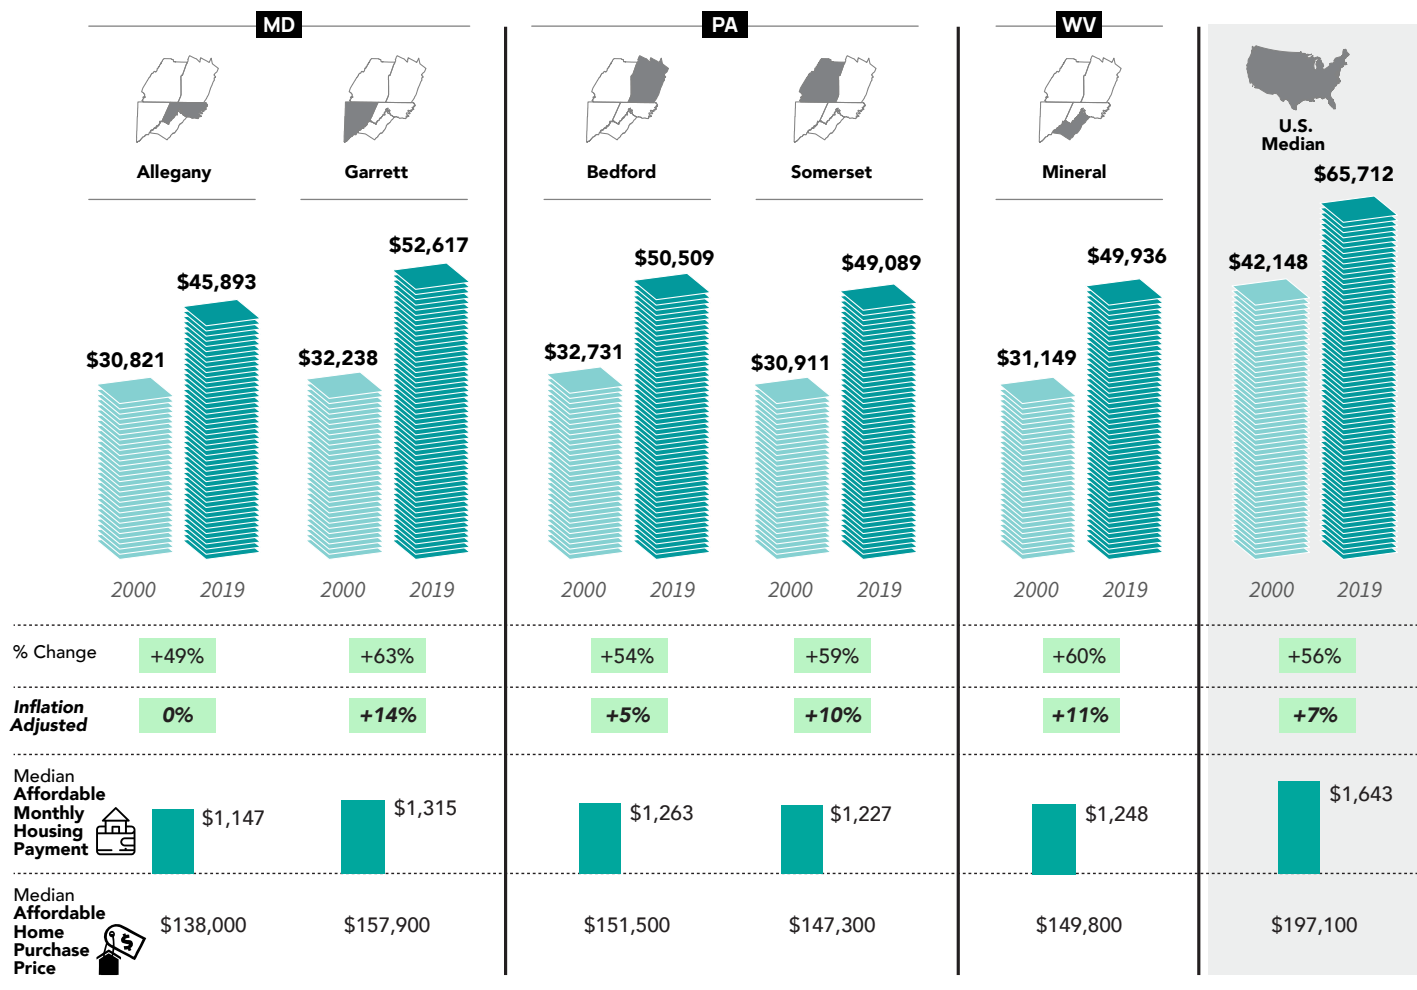 MD
PA
WV
U.S.
Median
Allegany
Garrett
Bedford
Somerset
Mineral
$30,821
$45,893
$32,238
$52,617
$32,731
$50,509
$30,911
$49,089
$31,149
$49,936
$42,148
$65,712
2000
2019
2000
2019
2000
2019
2000
2019
2000
2019
2000
2019
% Change
+49%
+63%
+54%
+59%
+60%
+56%
Inflation
Adjusted
0%
+14%
+5%
+10%
+11%
+7%
Median
Affordable
Monthly
Housing
Payment
$1,147
$1,315
$1,263
$1,227
$1,248
$1,643
Median
Affordable
Home
Purchase
Price
$
$138,000
$157,900
$151,500
$147,300
$149,800
$197,100